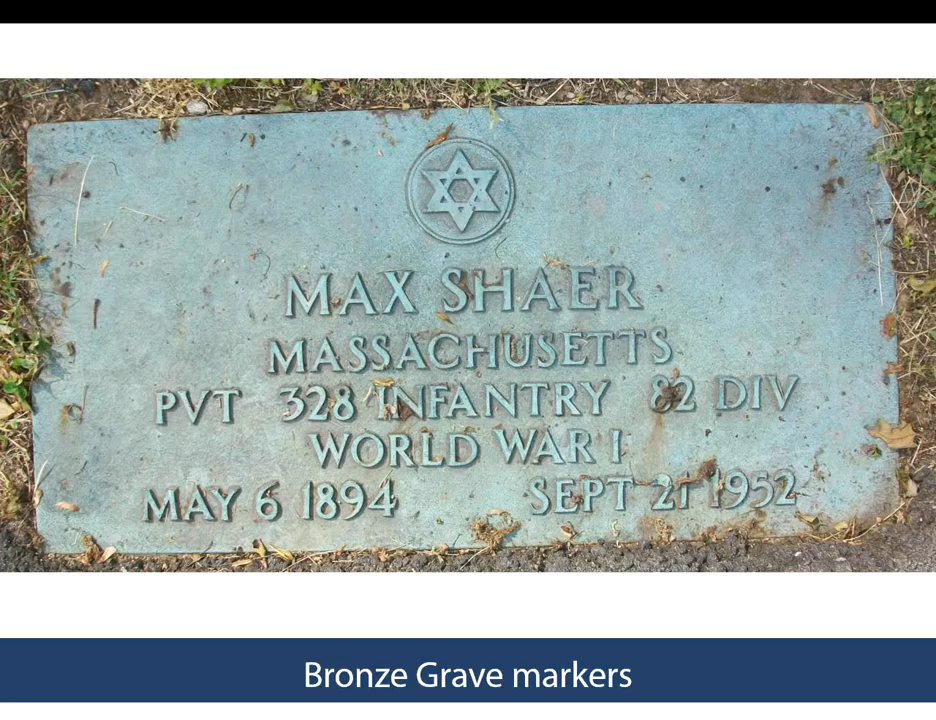 MAX SHAER
MASSACHUSETTS
PVT 328 INFANTRY 82 DIV
WORLD WAR I
MAY 6 1894 SEPT 21 1952
Bronze Grave markers